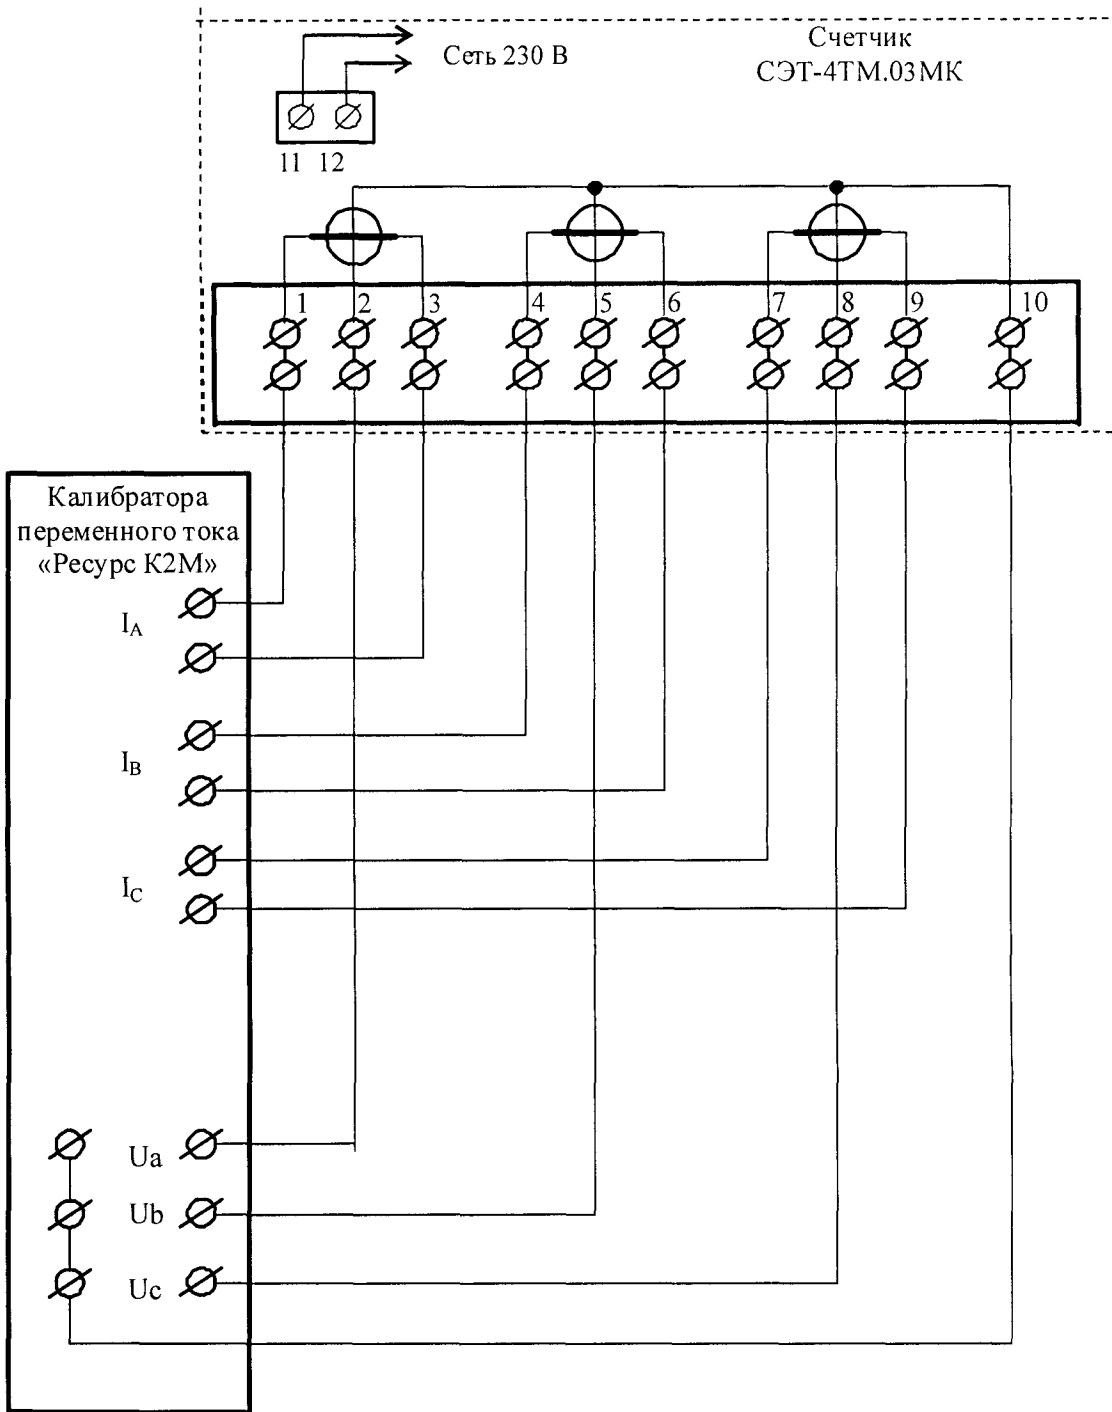 Сеть 230 В
Счетчик
СЭТ-4ТМ.03МК
11 12
1 2 3 4 5 6 7 8 9 10
Калибратора
переменного тока
«Ресурс К2М»
IA
IB
IC
Ua
Ub
Uc